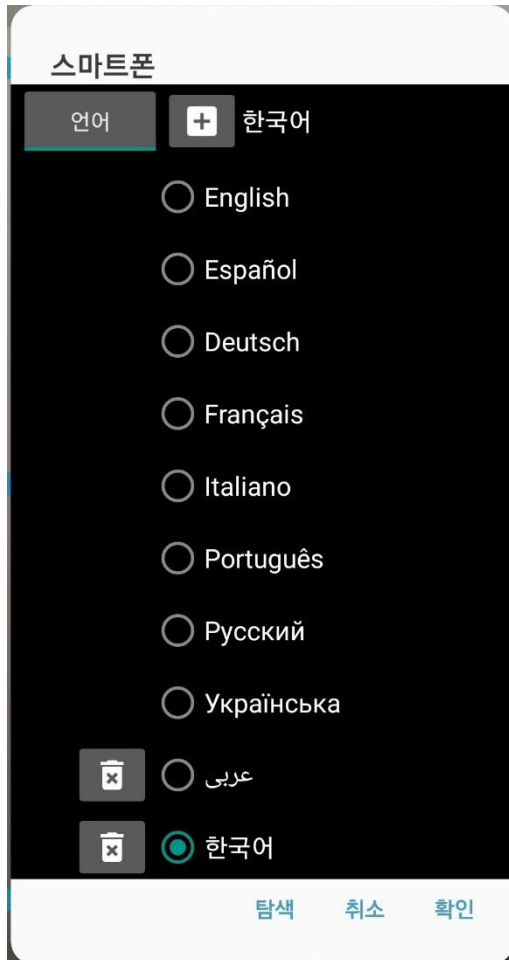 스마트폰
언어 한국어
English
Español
Deutsch
Français
Italiano
Português
Русский
Українська
عربى
한국어
탐색 취소 확인